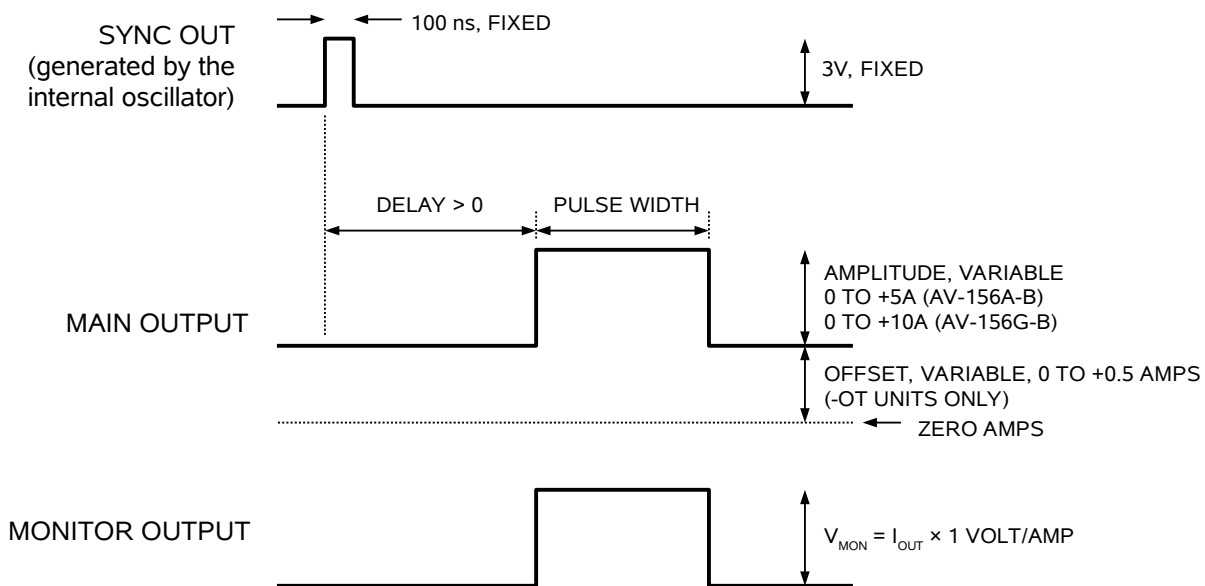 100 ns, FIXED
SYNC OUT
(generated by the
internal oscillator)
3V, FIXED
DELAY > 0
PULSE WIDTH
AMPLITUDE, VARIABLE
0 TO +5A (AV-156A-B)
0 TO +10A (AV-156G-B)
MAIN OUTPUT
OFFSET, VARIABLE, 0 TO +0.5 AMPS
(-OT UNITS ONLY)
ZERO AMPS
MONITOR OUTPUT
VMON = IOUT × 1 VOLT/AMP